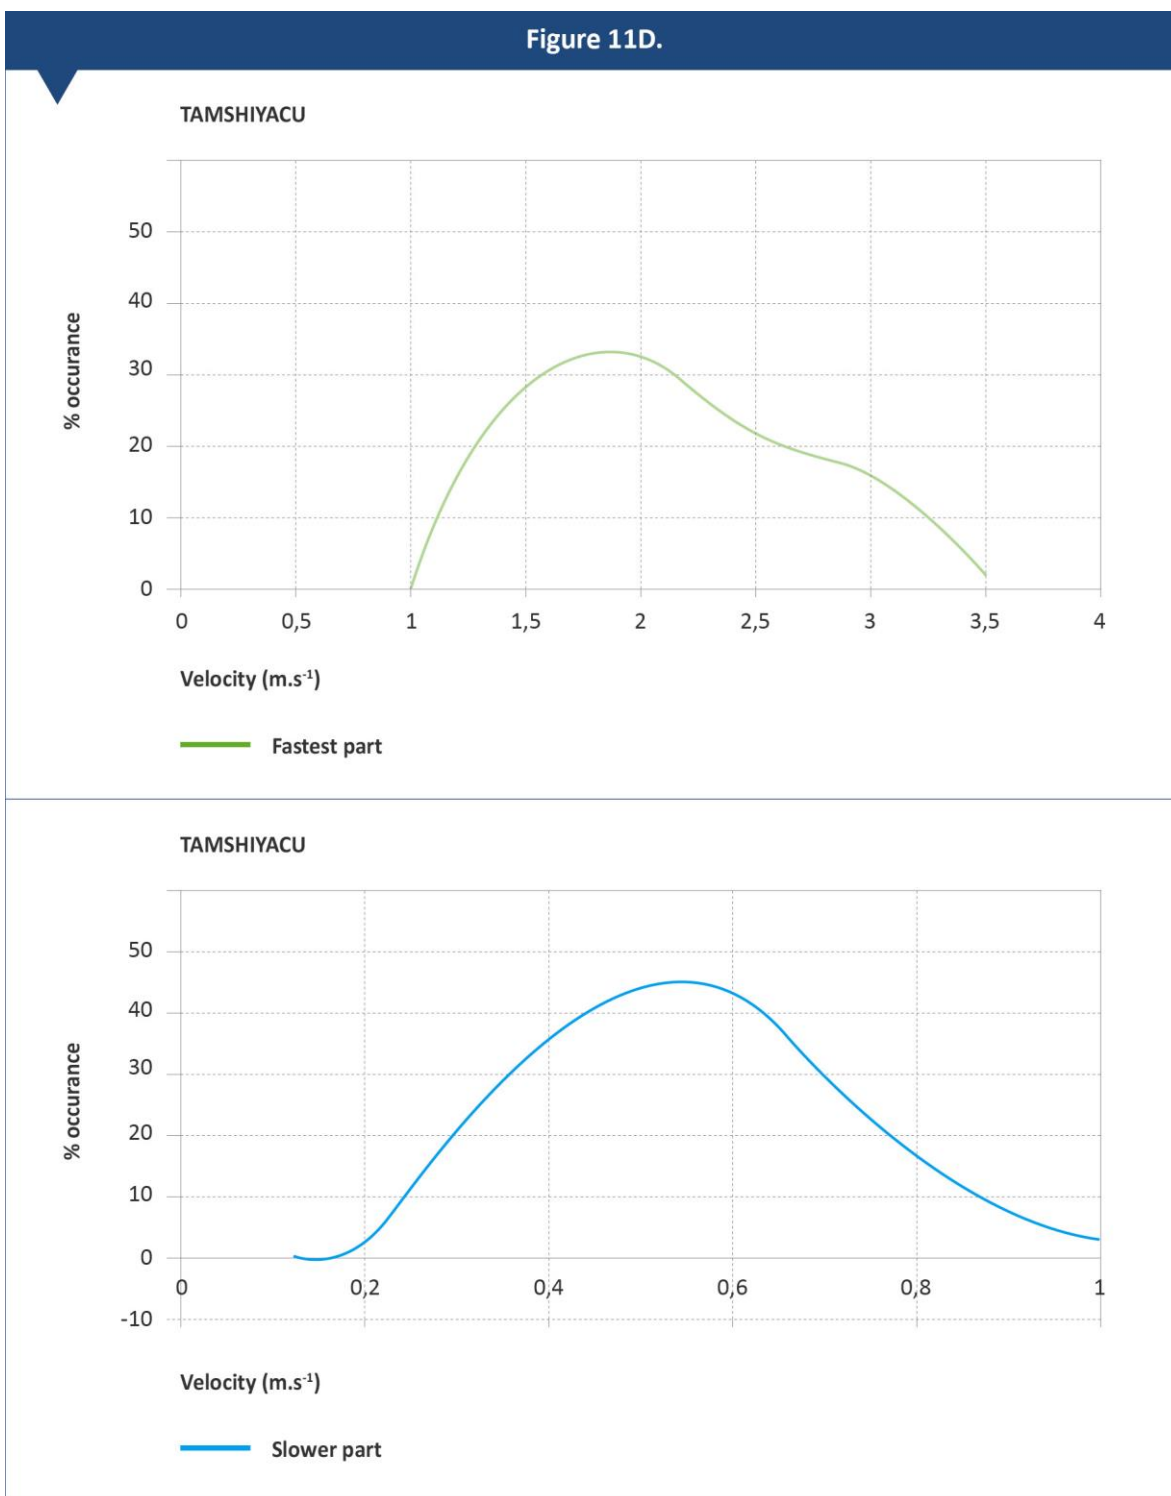 Figure 11D.
TAMSHIYACU
50
40
30
20
10
0
% occurance
0 0,5 1 1,5 2 2,5 3 3,5 4
Velocity (m.s⁻¹)
Fastest part
TAMSHIYACU
50
40
30
20
10
0
-10
% occurance
0 0,2 0,4 0,6 0,8 1
Velocity (m.s⁻¹)
Slower part